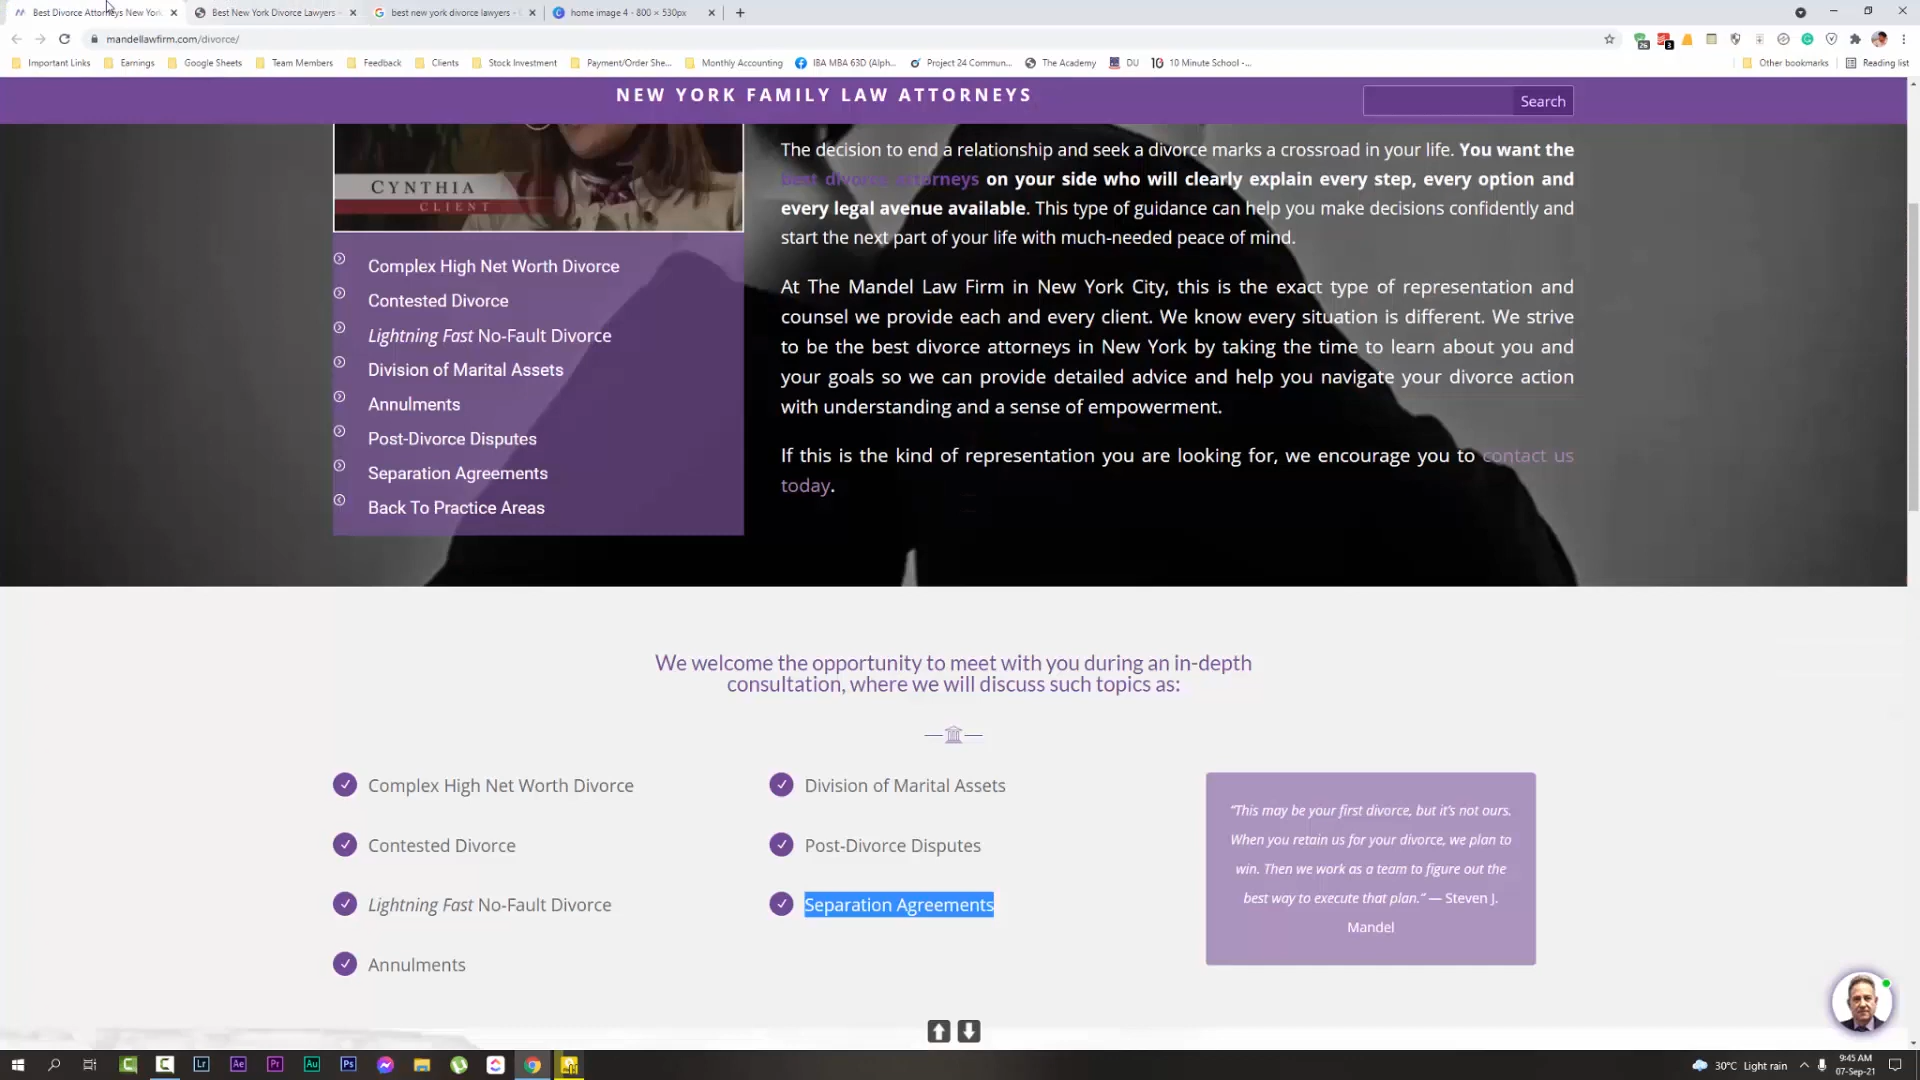 Best Divorce Attorneys New York
Best New York Divorce Lawyers -
best new york divorce lawyers -
home image 4 - 800 × 530px
mandellawfirm.com/divorce/
Important Links
Earnings
Google Sheets
Team Members
Feedback
Clients
Stock Investment
Payment/Order She...
Monthly Accounting
IBA MBA 63D (Alph...
Project 24 Commun...
The Academy
DU
10 Minute School -...
Other bookmarks
Reading list
NEW YORK FAMILY LAW ATTORNEYS
Search
CYNTHIA
CLIENT
Complex High Net Worth Divorce
Contested Divorce
Lightning Fast No-Fault Divorce
Division of Marital Assets
Annulments
Post-Divorce Disputes
Separation Agreements
Back To Practice Areas
The decision to end a relationship and seek a divorce marks a crossroad in your life. You want the
best divorce attorneys on your side who will clearly explain every step, every option and
every legal avenue available. This type of guidance can help you make decisions confidently and
start the next part of your life with much-needed peace of mind.
At The Mandel Law Firm in New York City, this is the exact type of representation and
counsel we provide each and every client. We know every situation is different. We strive
to be the best divorce attorneys in New York by taking the time to learn about you and
your goals so we can provide detailed advice and help you navigate your divorce action
with understanding and a sense of empowerment.
If this is the kind of representation you are looking for, we encourage you to contact us
today.
We welcome the opportunity to meet with you during an in-depth
consultation, where we will discuss such topics as:
Complex High Net Worth Divorce
Contested Divorce
Lightning Fast No-Fault Divorce
Annulments
Division of Marital Assets
Post-Divorce Disputes
Separation Agreements
“This may be your first divorce, but it’s not ours.
When you retain us for your divorce, we plan to
win. Then we work as a team to figure out the
best way to execute that plan.” — Steven J.
Mandel
Lr
Ae
Pr
Au
Ps
30°C Light rain
9:45 AM
07-Sep-21